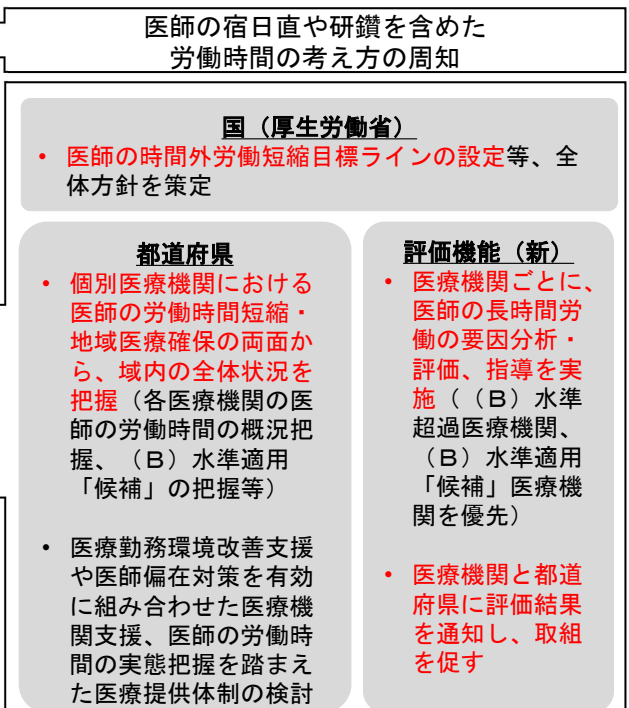 医師の宿日直や研鑽を含めた
労働時間の考え方の周知
国（厚生労働省）
• 医師の時間外労働短縮目標ラインの設定等、全
体方針を策定
都道府県
• 個別医療機関における
医師の労働時間短縮・
地域医療確保の両面か
ら、域内の全体状況を
把握（各医療機関の医
師の労働時間の概況把
握、（Ｂ）水準適用
「候補」の把握等）
• 医療勤務環境改善支援
や医師偏在対策を有効
に組み合わせた医療機
関支援、医師の労働時
間の実態把握を踏まえ
た医療提供体制の検討
評価機能（新）
• 医療機関ごとに、
医師の長時間労
働の要因分析・
評価、指導を実
施（（Ｂ）水準
超過医療機関、
（Ｂ）水準適用
「候補」医療機
関を優先）
• 医療機関と都道
府県に評価結果
を通知し、取組
を促す